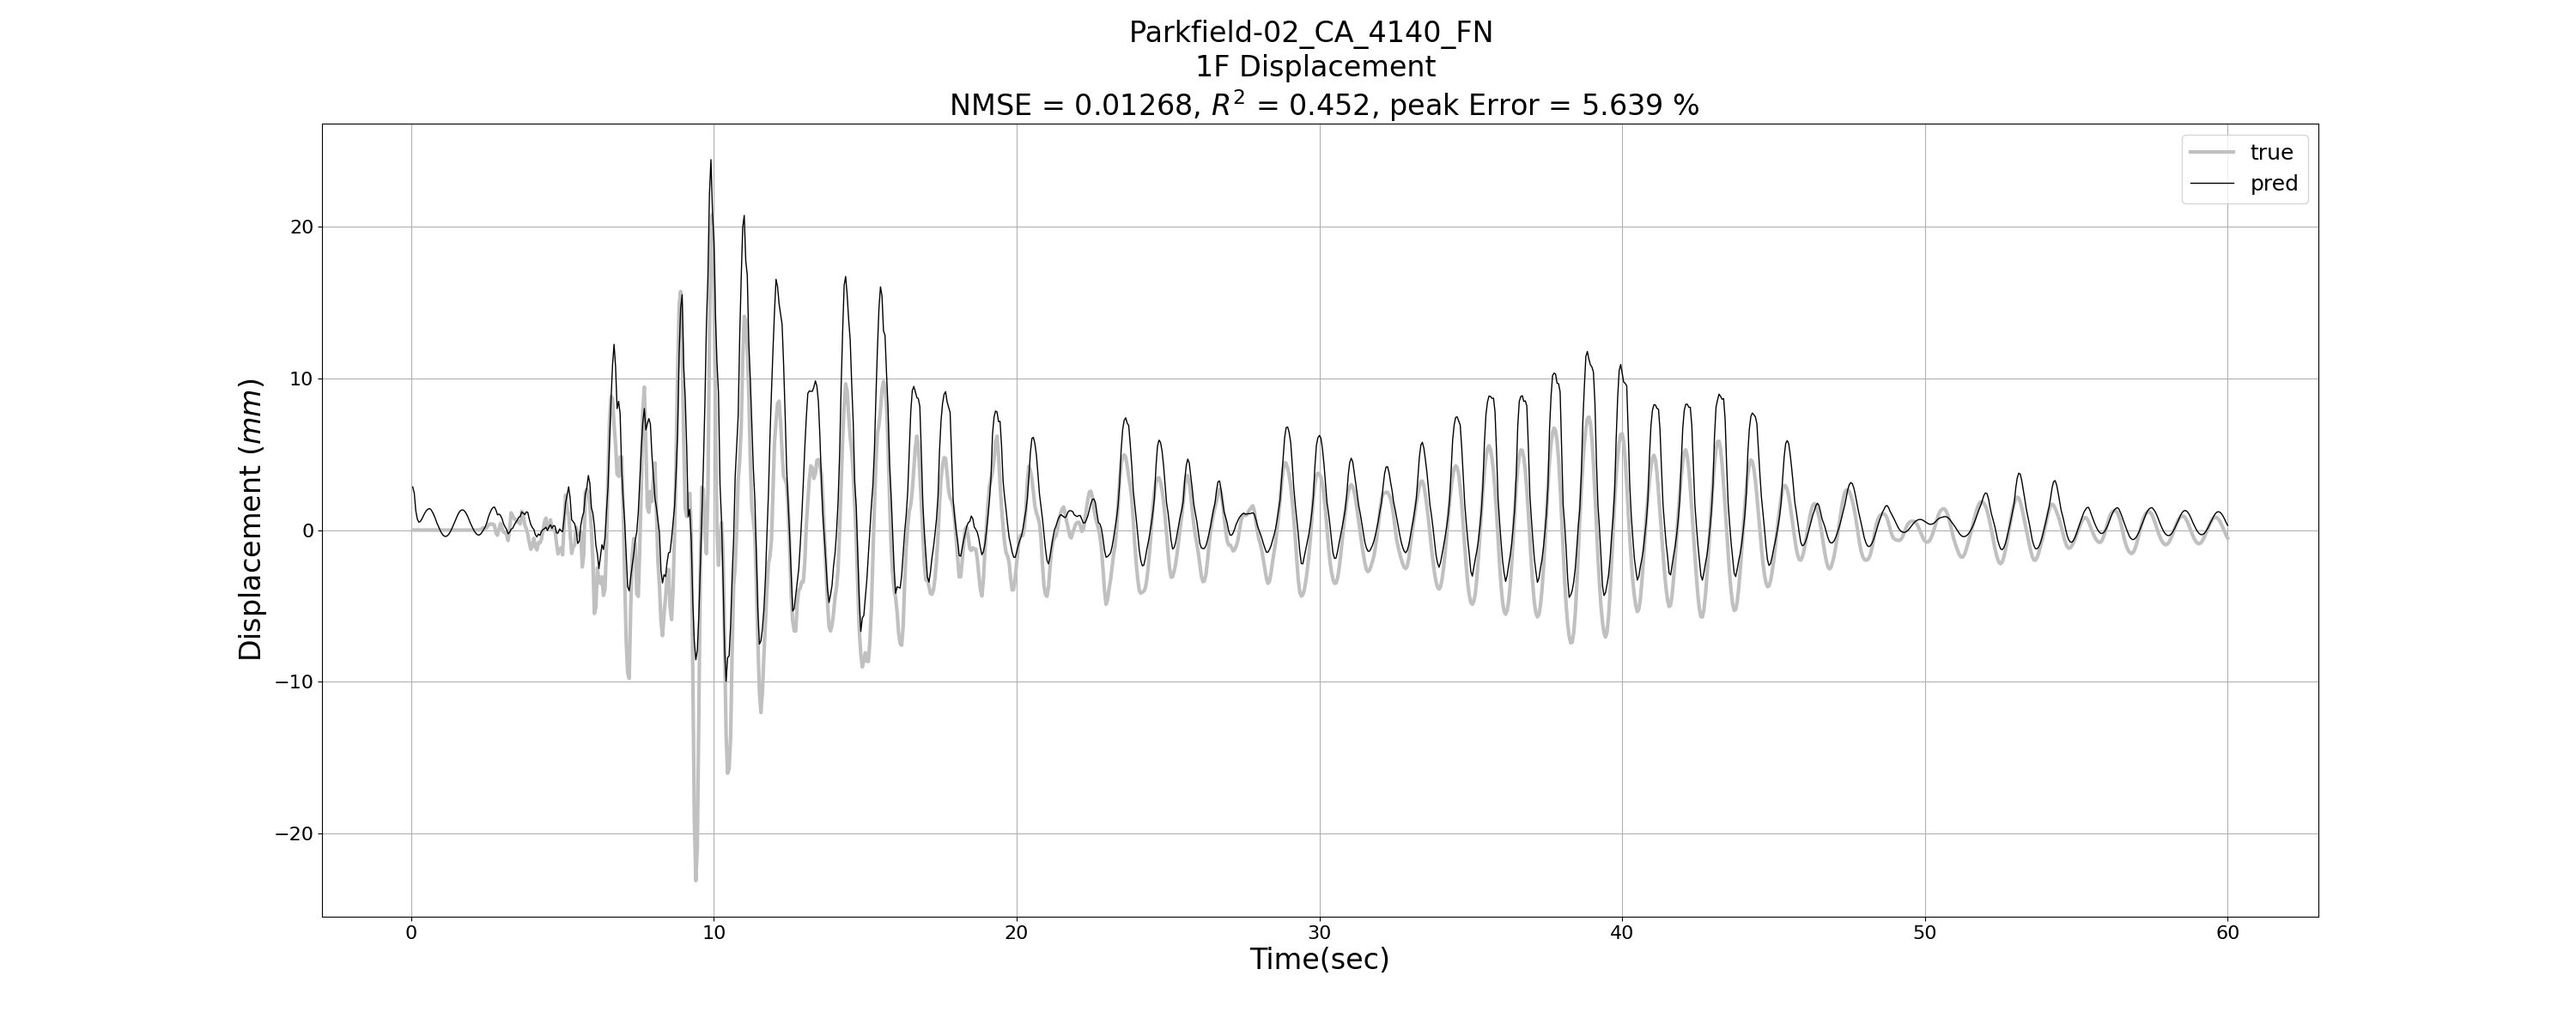 Parkfield-02_CA_4140_FN
1F Displacement
NMSE = 0.01268, R² = 0.452, peak Error = 5.639 %
true
pred
Displacement (mm)
20
10
0
−10
−20
0 10 20 30 40 50 60
Time(sec)